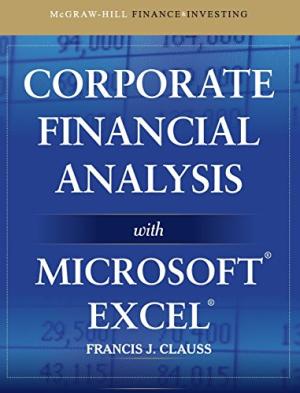 McGraw-Hill Finance & Investing
CORPORATE
FINANCIAL
ANALYSIS
with
MICROSOFT®
EXCEL®
FRANCIS J. CLAUSS